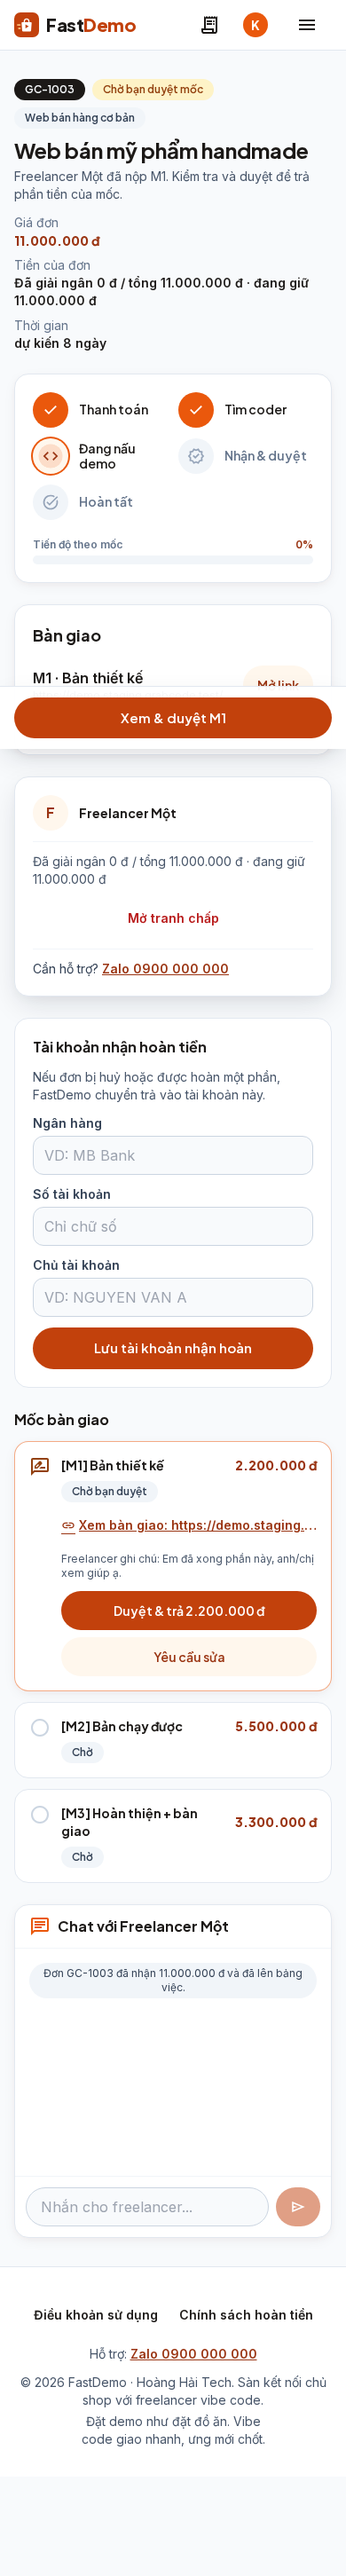 FastDemo
K
GC-1003
Chờ bạn duyệt mốc
Web bán hàng cơ bản
Web bán mỹ phẩm handmade
Freelancer Một đã nộp M1. Kiểm tra và duyệt để trả
phần tiền của mốc.
Giá đơn
11.000.000 đ
Tiền của đơn
Đã giải ngân 0 đ / tổng 11.000.000 đ · đang giữ
11.000.000 đ
Thời gian
dự kiến 8 ngày
Thanh toán
Tìm coder
Đang nấu
demo
Nhận & duyệt
Hoàn tất
Tiến độ theo mốc
0%
Bàn giao
M1 · Bản thiết kế
Mở link
Xem & duyệt M1
F
Freelancer Một
Đã giải ngân 0 đ / tổng 11.000.000 đ · đang giữ
11.000.000 đ
Mở tranh chấp
Cần hỗ trợ? Zalo 0900 000 000
Tài khoản nhận hoàn tiền
Nếu đơn bị huỷ hoặc được hoàn một phần,
FastDemo chuyển trả vào tài khoản này.
Ngân hàng
VD: MB Bank
Số tài khoản
Chỉ chữ số
Chủ tài khoản
VD: NGUYEN VAN A
Lưu tài khoản nhận hoàn
Mốc bàn giao
[M1] Bản thiết kế
2.200.000 đ
Chờ bạn duyệt
Xem bàn giao: https://demo.staging....
Freelancer ghi chú: Em đã xong phần này, anh/chị
xem giúp ạ.
Duyệt & trả 2.200.000 đ
Yêu cầu sửa
[M2] Bản chạy được
5.500.000 đ
Chờ
[M3] Hoàn thiện + bàn
giao
3.300.000 đ
Chờ
Chat với Freelancer Một
Đơn GC-1003 đã nhận 11.000.000 đ và đã lên bảng
việc.
Nhắn cho freelancer...
Điều khoản sử dụng
Chính sách hoàn tiền
Hỗ trợ: Zalo 0900 000 000
© 2026 FastDemo · Hoàng Hải Tech. Sàn kết nối chủ
shop với freelancer vibe code.
Đặt demo như đặt đồ ăn. Vibe
code giao nhanh, ưng mới chốt.